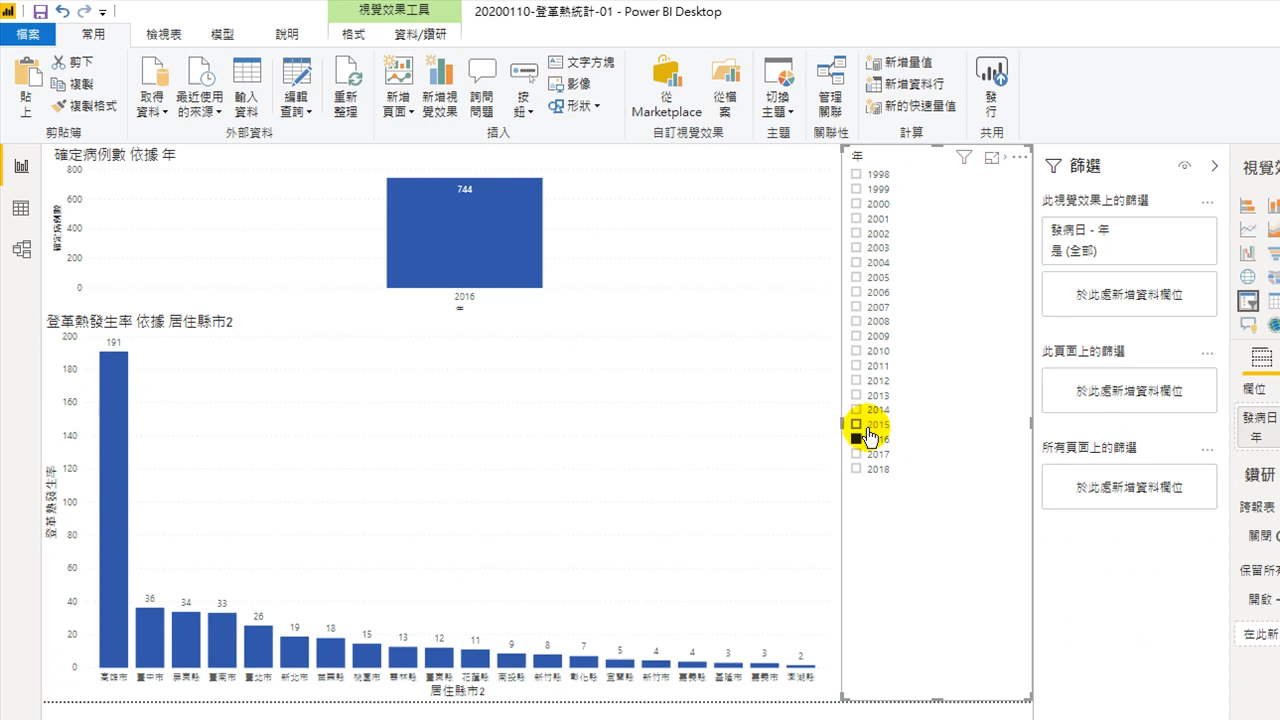 視覺效果工具
20200110-登革熱統計-01 - Power BI Desktop
檔案
常用
檢視表
模型
說明
格式
資料/鑽研
貼上
剪下
複製
複製格式
剪貼簿
取得資料
最近使用的來源
輸入資料
外部資料
編輯查詢
重新整理
新增頁面
新增視覺效果
詢問問題
按鈕
文字方塊
影像
形狀
插入
從 Marketplace
從檔案
自訂視覺效果
切換主題
主題
管理關聯
關聯性
新增量值
新增資料行
新的快速量值
計算
發行
共用
確定病例數 依據 年
800
600
400
200
0
確定病例數
744
2016
年
登革熱發生率 依據 居住縣市2
200
180
160
140
120
100
80
60
40
20
0
登革熱發生率
191
36
34
33
26
19
18
15
13
12
11
9
8
7
5
4
4
3
3
2
高雄市
臺中市
屏東縣
臺南市
臺北市
新北市
苗栗縣
桃園市
雲林縣
臺東縣
花蓮縣
南投縣
新竹縣
彰化縣
宜蘭縣
新竹市
嘉義縣
基隆市
嘉義市
澎湖縣
居住縣市2
年
1998
1999
2000
2001
2002
2003
2004
2005
2006
2007
2008
2009
2010
2011
2012
2013
2014
2015
16
2017
2018
篩選
此視覺效果上的篩選
發病日 - 年
是 (全部)
於此處新增資料欄位
此頁面上的篩選
於此處新增資料欄位
所有頁面上的篩選
於此處新增資料欄位
視覺效
欄位
發病日
年
鑽研
跨報表
關閉
保留所有
開啟
在此新